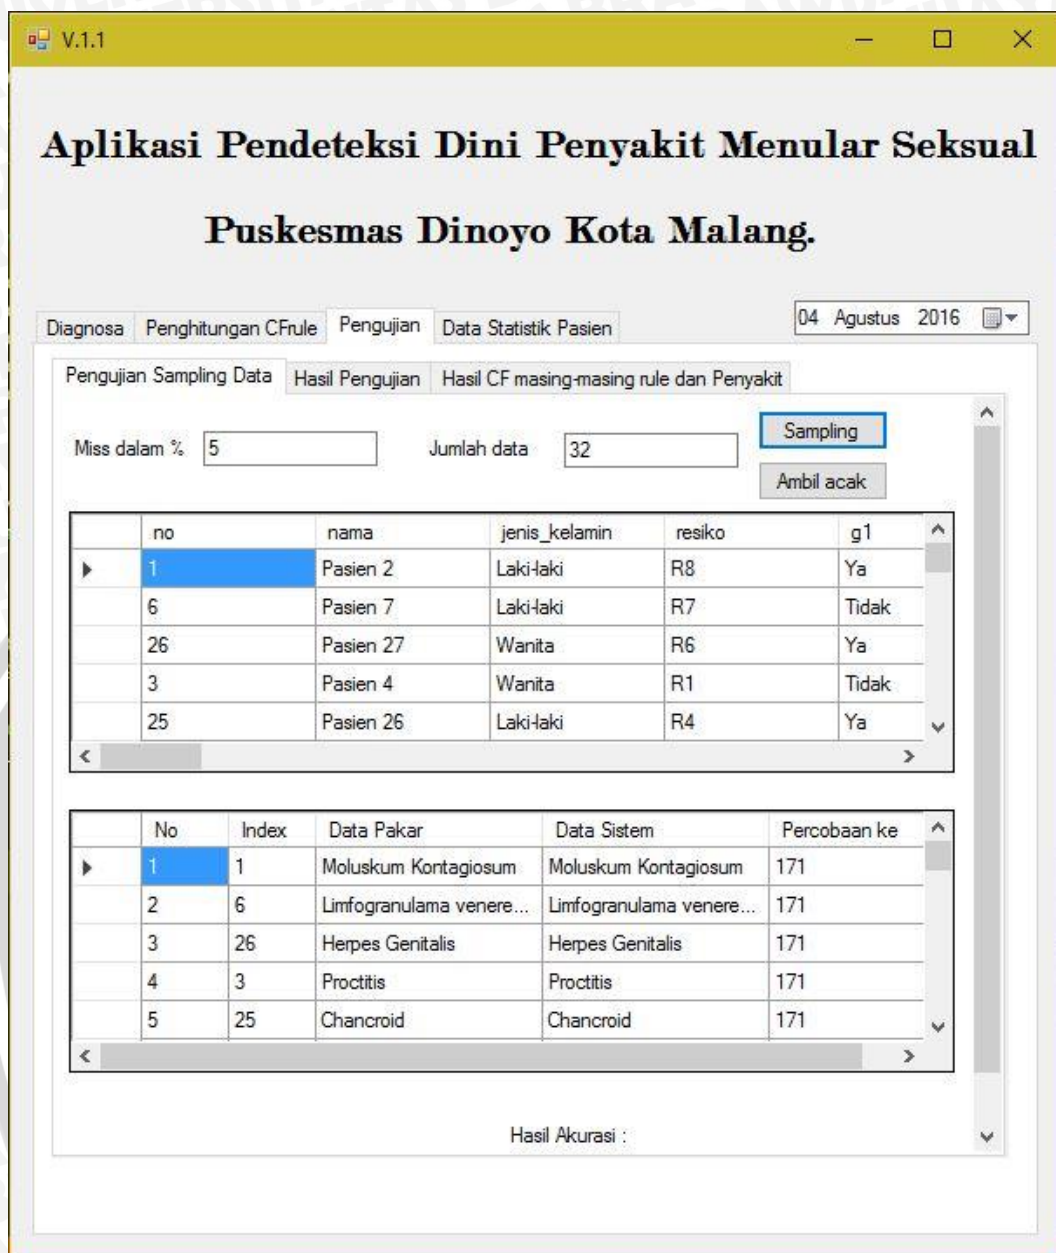 V.1.1
Aplikasi Pendeteksi Dini Penyakit Menular Seksual
Puskesmas Dinoyo Kota Malang.
Diagnosa Penghitungan CFrule Pengujian Data Statistik Pasien 04 Agustus 2016
Pengujian Sampling Data Hasil Pengujian Hasil CF masing-masing rule dan Penyakit
Miss dalam % 5 Jumlah data 32 Sampling
Ambil acak
no nama jenis_kelamin resiko g1
1 Pasien 2 Laki-laki R8 Ya
6 Pasien 7 Laki-laki R7 Tidak
26 Pasien 27 Wanita R6 Ya
3 Pasien 4 Wanita R1 Tidak
25 Pasien 26 Laki-laki R4 Ya
No Index Data Pakar Data Sistem Percobaan ke
1 1 Moluskum Kontagiosum Moluskum Kontagiosum 171
2 6 Limfogranulama venere... Limfogranulama venere... 171
3 26 Herpes Genitalis Herpes Genitalis 171
4 3 Proctitis Proctitis 171
5 25 Chancroid Chancroid 171
Hasil Akurasi :